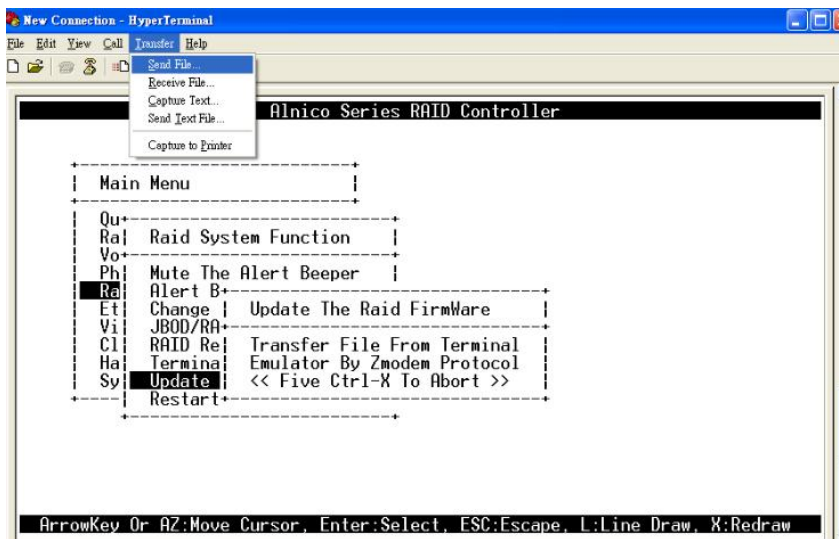 New Connection - HyperTerminal
File Edit View Call Transfer Help
Send File...
Receive File...
Capture Text...
Send Text File...
Capture to Printer
Alnico Series RAID Controller
Main Menu
Qu
Ra Raid System Function
Vo
Ph Mute The Alert Beeper
Ra Alert B
Et Change Update The Raid FirmWare
Vi JBOD/RA
Cl RAID Re Transfer File From Terminal
Ha Termina Emulator By Zmodem Protocol
Sy Update << Five Ctrl-X To Abort >>
Restart
ArrowKey Or AZ:Move Cursor, Enter:Select, ESC:Escape, L:Line Draw, X:Redraw